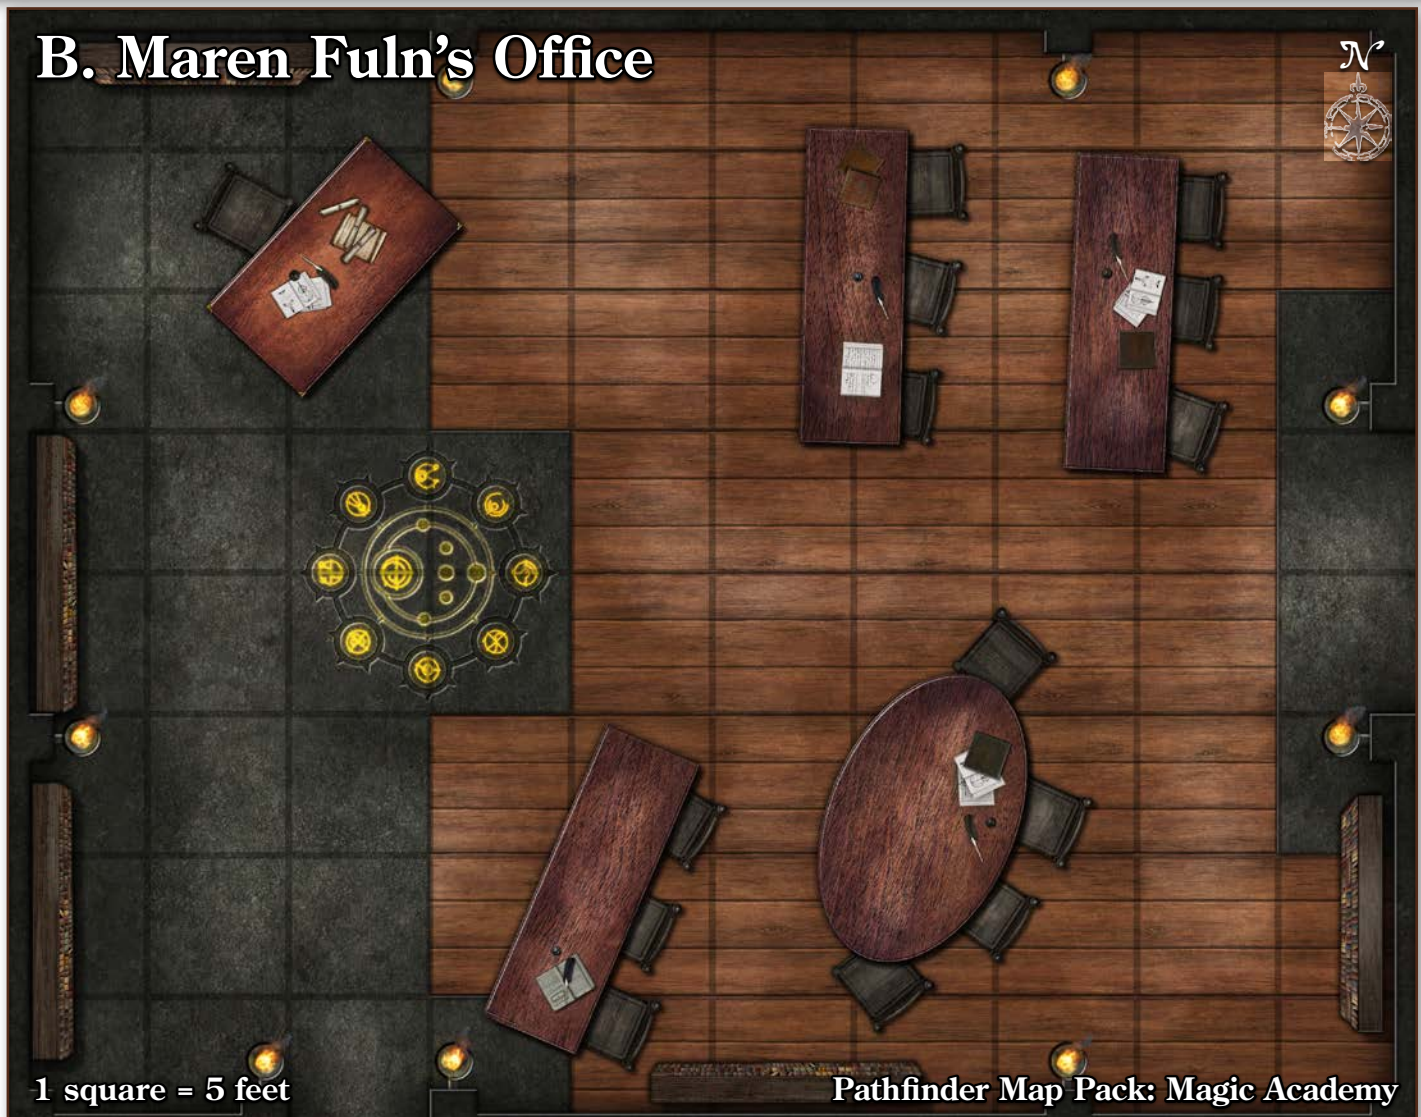 B. Maren Fuln's Office
N
1 square = 5 feet
Pathfinder Map Pack: Magic Academy